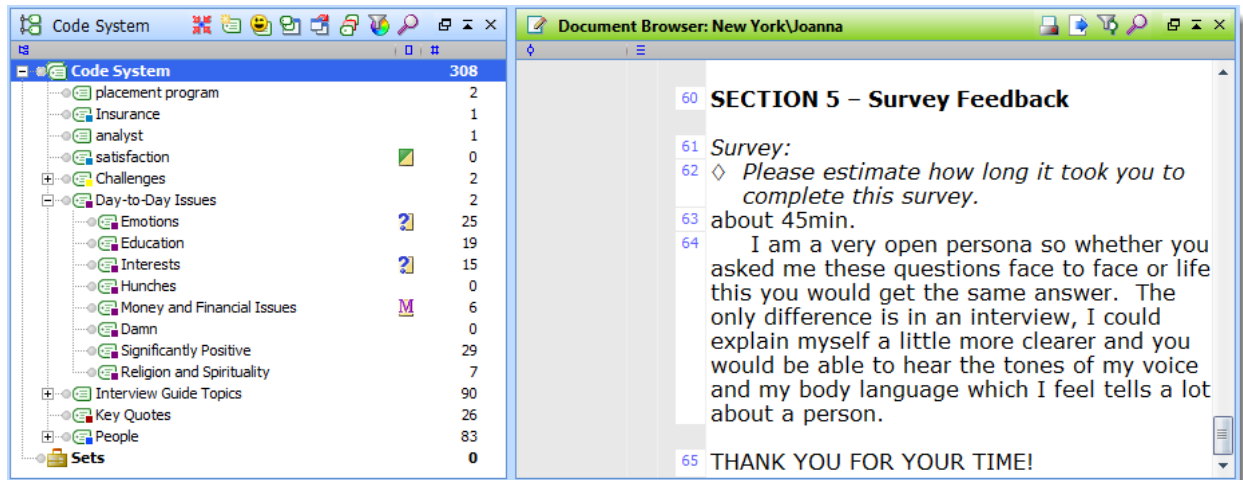 Code System
Code System 308
placement program 2
Insurance 1
analyst 1
satisfaction 0
Challenges 2
Day-to-Day Issues 2
Emotions 25
Education 19
Interests 15
Hunches 0
Money and Financial Issues M 6
Damn 0
Significantly Positive 29
Religion and Spirituality 7
Interview Guide Topics 90
Key Quotes 26
People 83
Sets 0
Document Browser: New York\Joanna
60 SECTION 5 – Survey Feedback
61 Survey:
62 ◊ Please estimate how long it took you to
complete this survey.
63 about 45min.
64 I am a very open persona so whether you
asked me these questions face to face or life
this you would get the same answer. The
only difference is in an interview, I could
explain myself a little more clearer and you
would be able to hear the tones of my voice
and my body language which I feel tells a lot
about a person.
65 THANK YOU FOR YOUR TIME!